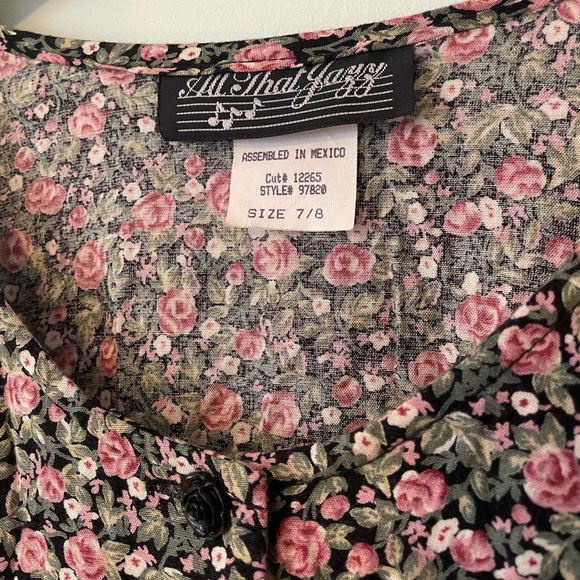 All That Jazz
ASSEMBLED IN MEXICO
Cut# 12265
STYLE# 97820
SIZE 7/8